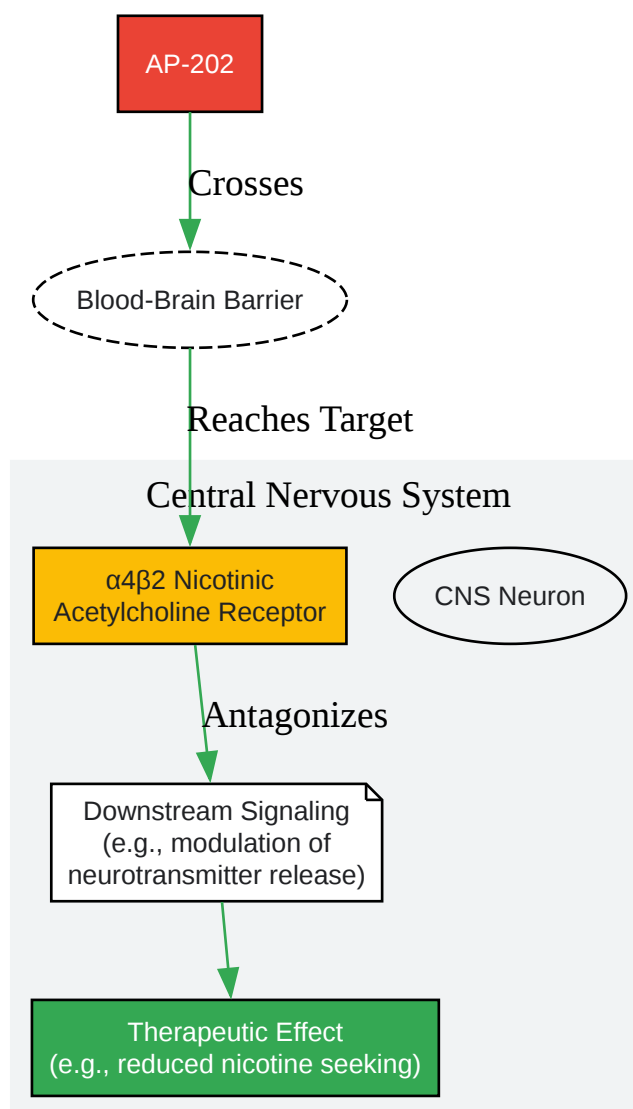 AP-202
Crosses
Blood-Brain Barrier
Reaches Target
Central Nervous System
α4β2 Nicotinic
Acetylcholine Receptor
CNS Neuron
Antagonizes
Downstream Signaling
(e.g., modulation of
neurotransmitter release)
Therapeutic Effect
(e.g., reduced nicotine seeking)